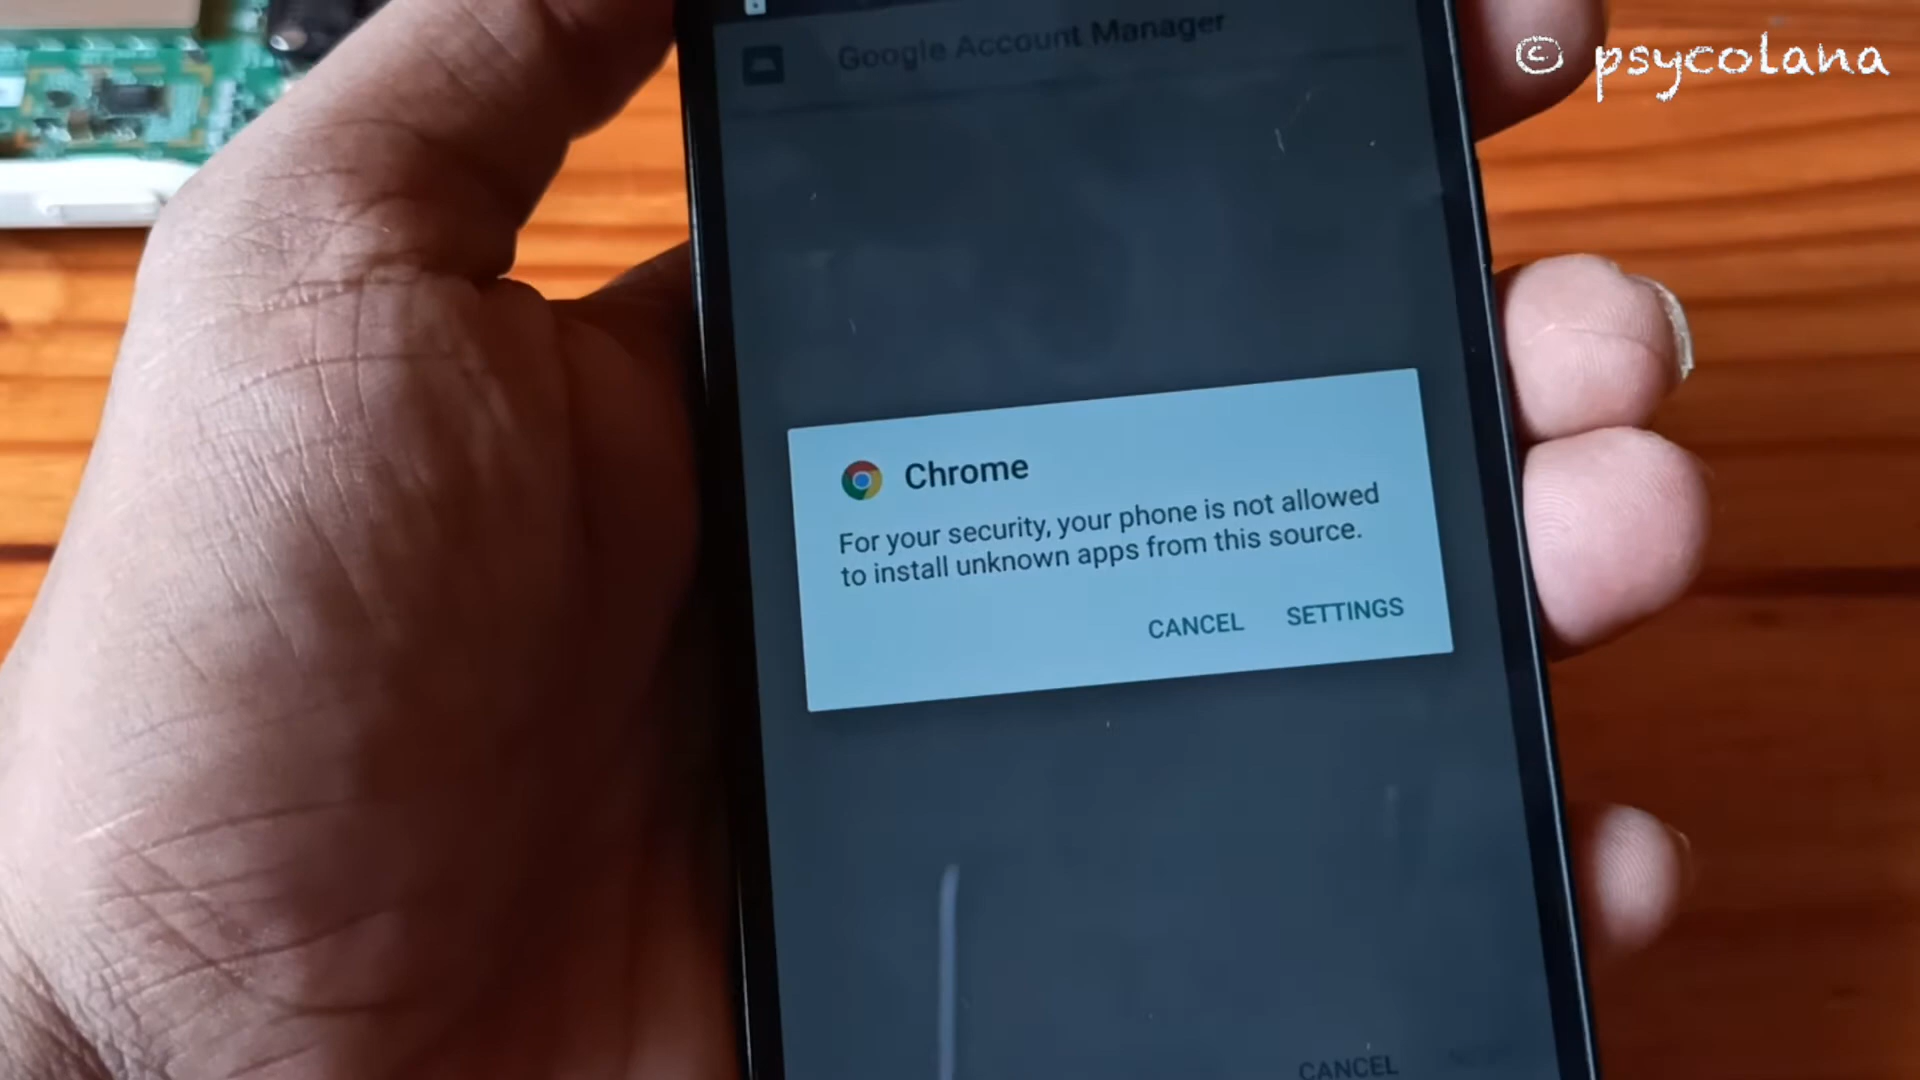 © psycolana
Google Account Manager
Chrome
For your security, your phone is not allowed
to install unknown apps from this source.
CANCEL SETTINGS
CANCEL